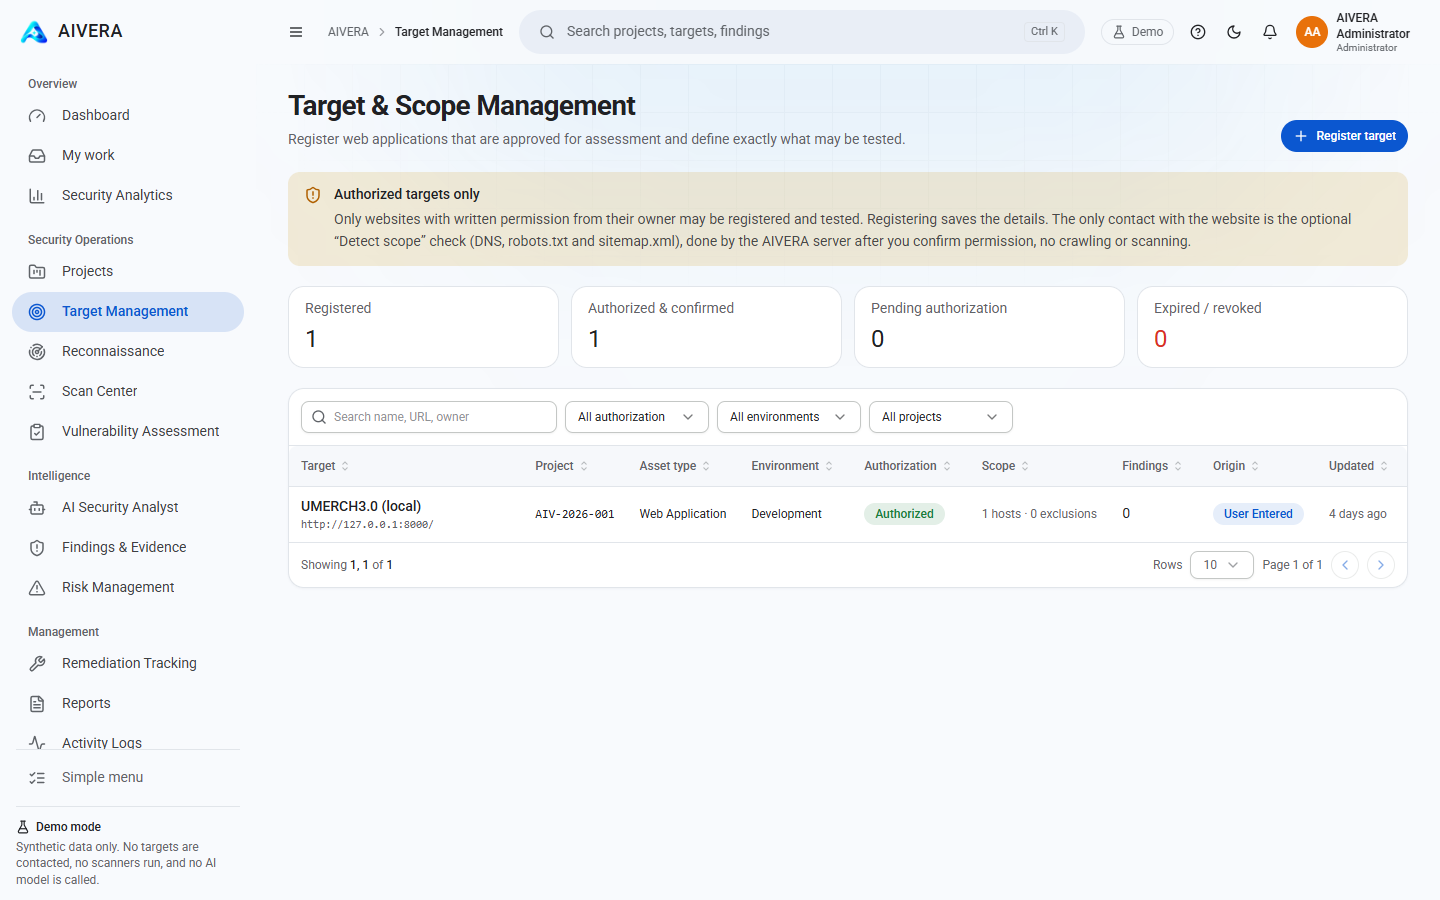 AIVERA
AIVERA > Target Management
Search projects, targets, findings
Ctrl K
Demo
AA
AIVERA
Administrator
Administrator
Overview
Dashboard
My work
Security Analytics
Security Operations
Projects
Target Management
Reconnaissance
Scan Center
Vulnerability Assessment
Intelligence
AI Security Analyst
Findings & Evidence
Risk Management
Management
Remediation Tracking
Reports
Activity Logs
Simple menu
Demo mode
Synthetic data only. No targets are
contacted, no scanners run, and no AI
model is called.
Target & Scope Management
Register web applications that are approved for assessment and define exactly what may be tested.
Register target
Authorized targets only
Only websites with written permission from their owner may be registered and tested. Registering saves the details. The only contact with the website is the optional
“Detect scope” check (DNS, robots.txt and sitemap.xml), done by the AIVERA server after you confirm permission, no crawling or scanning.
Registered
1
Authorized & confirmed
1
Pending authorization
0
Expired / revoked
0
Search name, URL, owner
All authorization
All environments
All projects
Target Project Asset type Environment Authorization Scope Findings Origin Updated
UMERCH3.0 (local)
http://127.0.0.1:8000/
AIV-2026-001 Web Application Development Authorized 1 hosts · 0 exclusions 0 User Entered 4 days ago
Showing 1, 1 of 1
Rows 10 Page 1 of 1